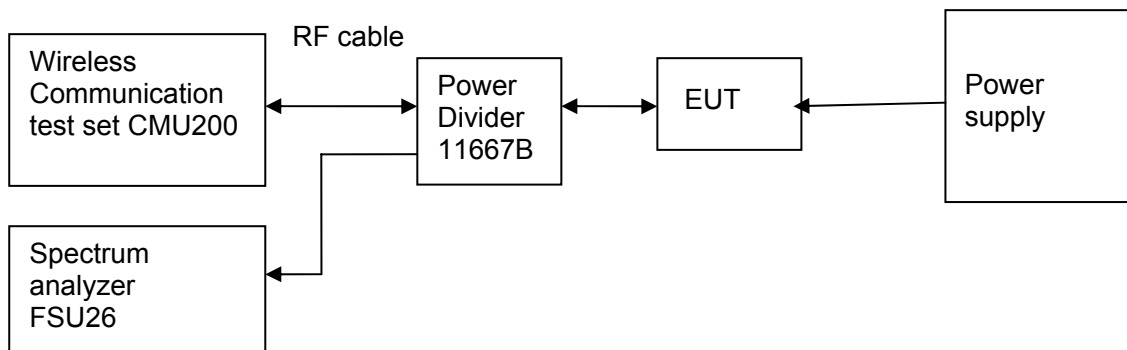 RF cable
Wireless
Communication
test set CMU200
Power
Divider
11667B
EUT
Power
supply
Spectrum
analyzer
FSU26